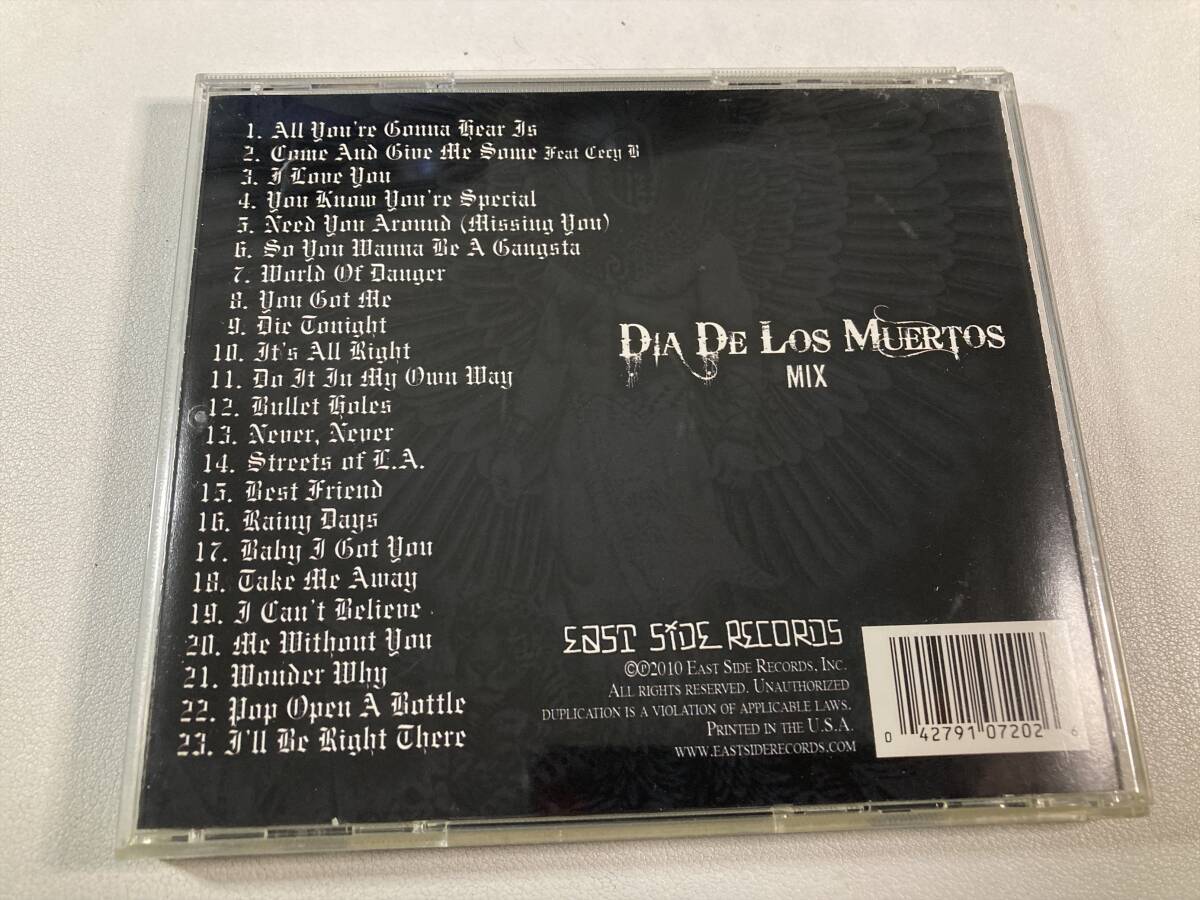 1. All You're Gonna Hear Is
2. Come And Give Me Some Feat Cecy B
3. I Love You
4. You Know You're Special
5. Need You Around (Missing You)
6. So You Wanna Be A Gangsta
7. World Of Danger
8. You Got Me
9. Die Tonight
10. It's All Right
11. Do It In My Own Way
12. Bullet Holes
13. Never, Never
14. Streets of L.A.
15. Best Friend
16. Rainy Days
17. Baby I Got You
18. Take Me Away
19. I Can't Believe
20. Me Without You
21. Wonder Why
22. Pop Open A Bottle
23. I'll Be Right There
DIA DE LOS MUERTOS
MIX
EAST SIDE RECORDS
©℗2010 EAST SIDE RECORDS, INC.
ALL RIGHTS RESERVED. UNAUTHORIZED
DUPLICATION IS A VIOLATION OF APPLICABLE LAWS.
PRINTED IN THE U.S.A.
WWW.EASTSIDERECORDS.COM
0 42791 07202 6